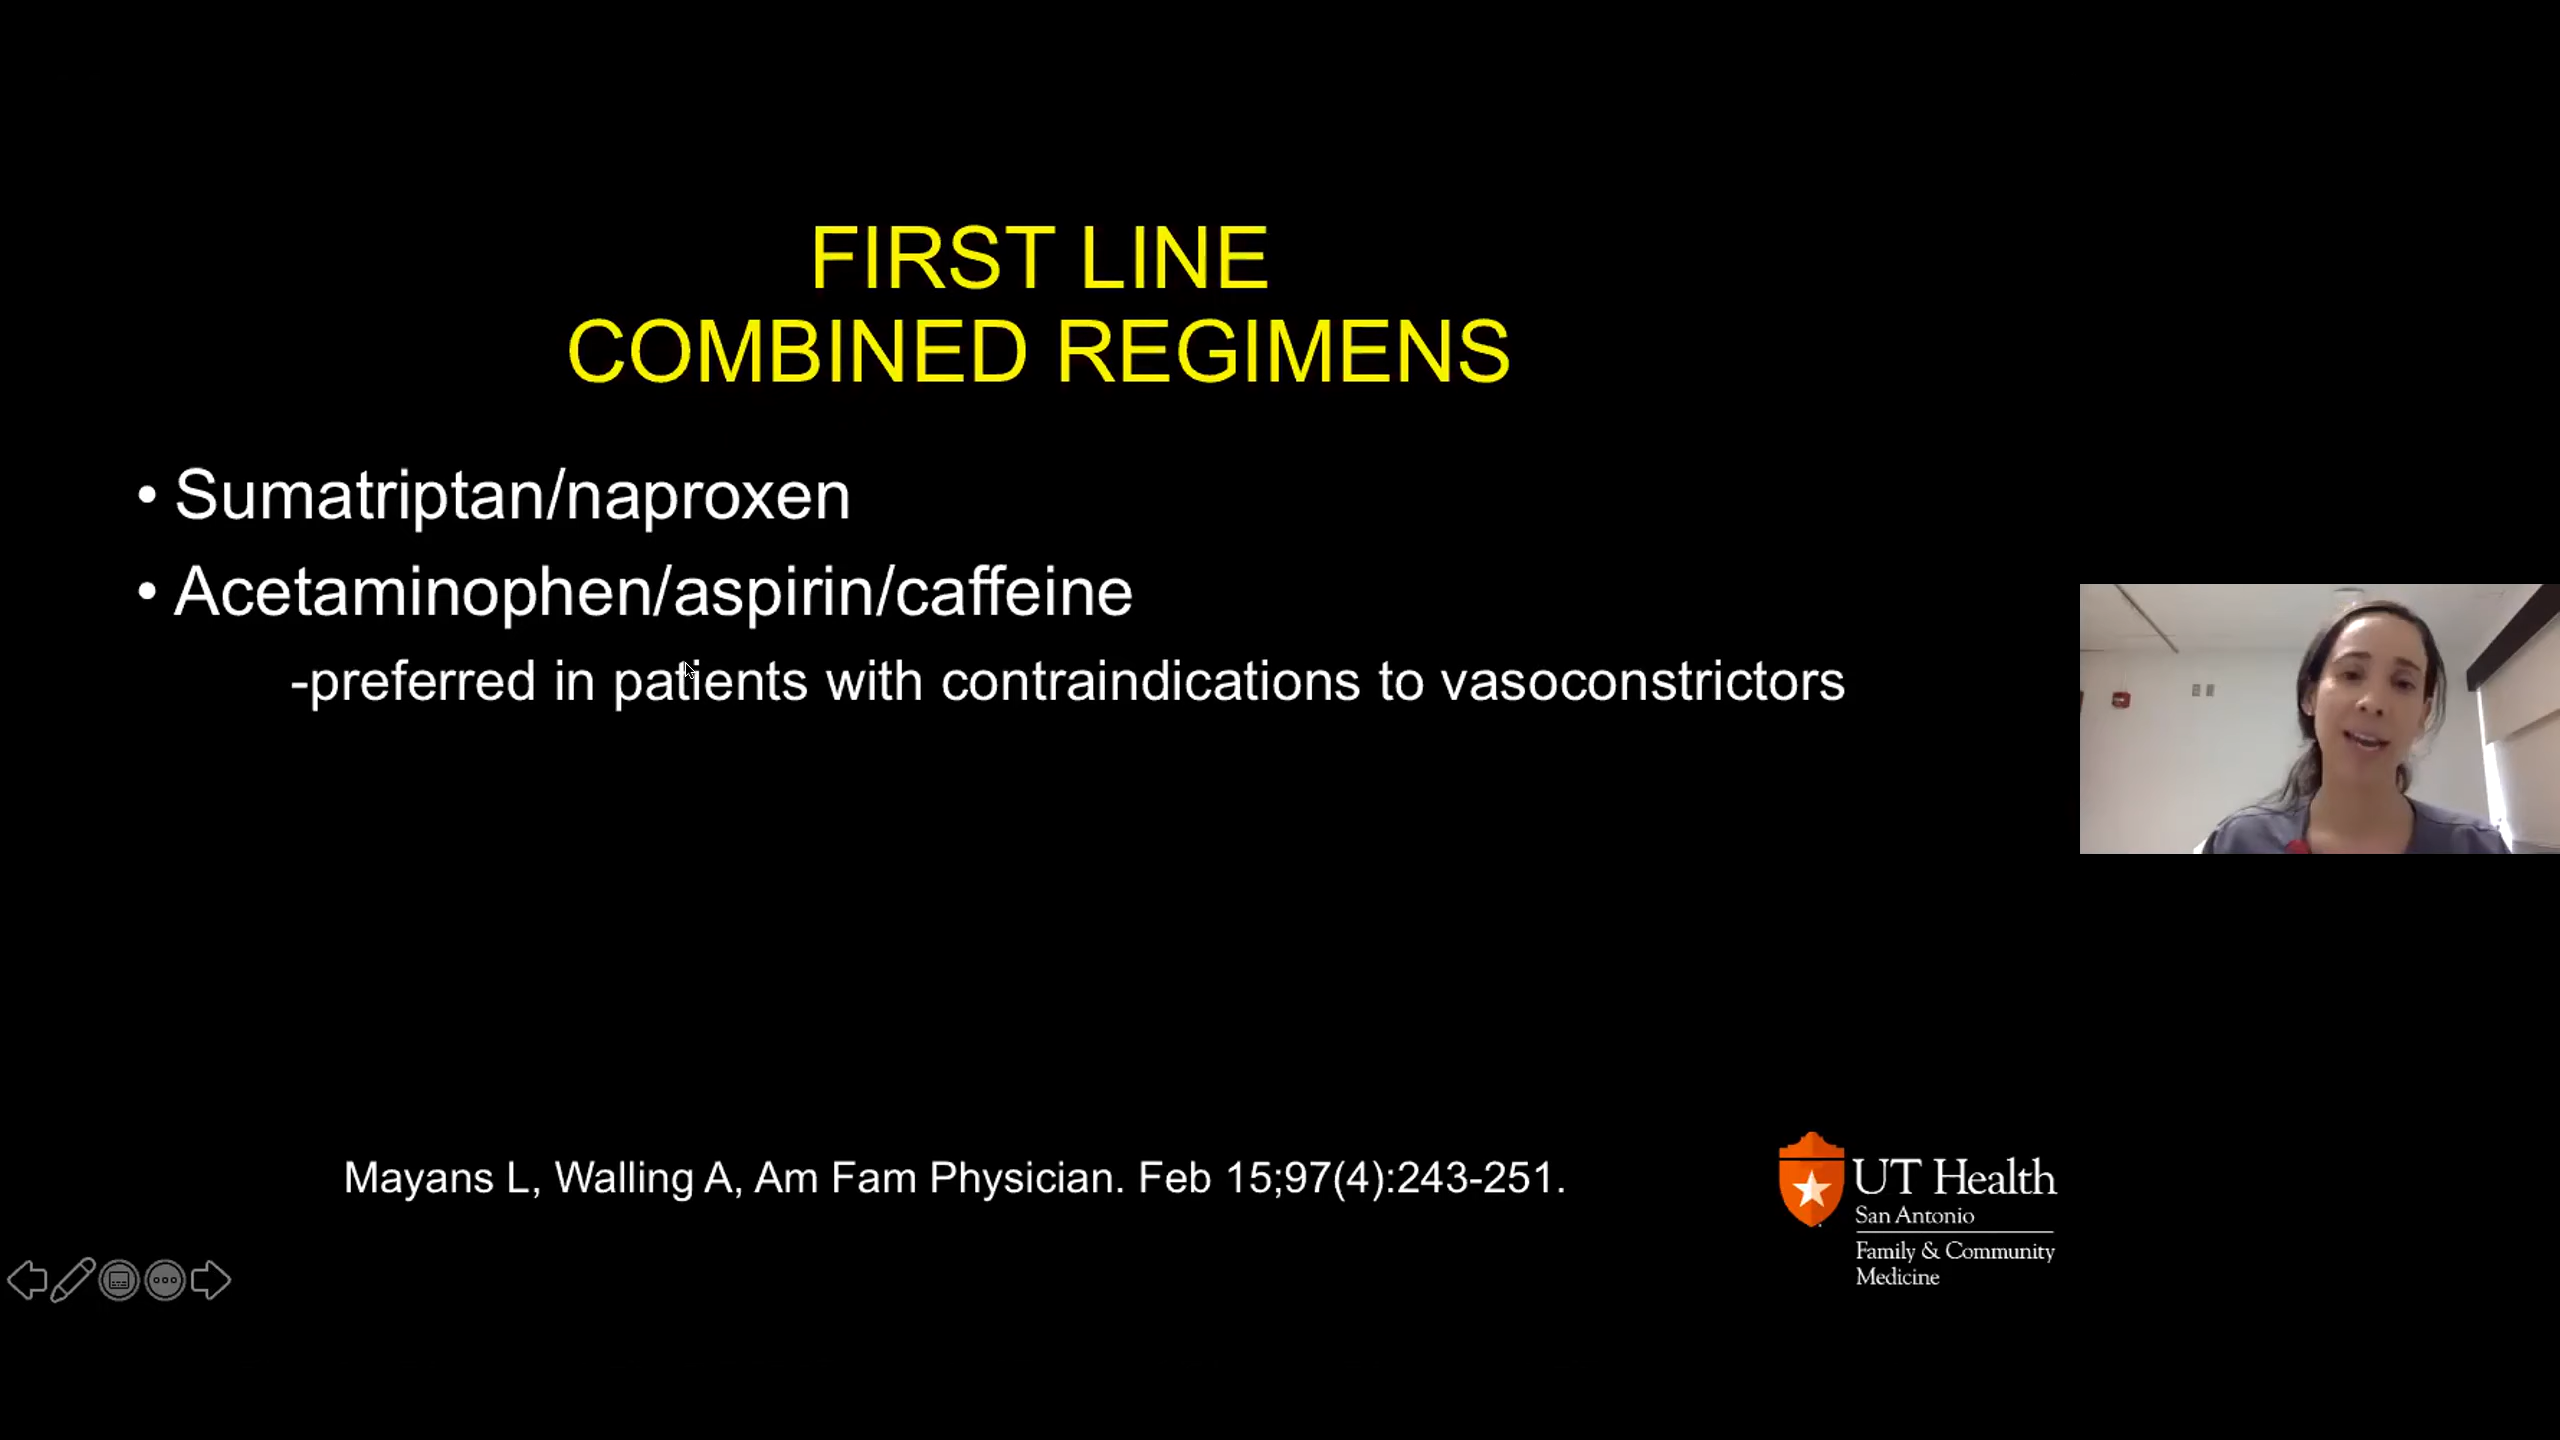 FIRST LINE
COMBINED REGIMENS
• Sumatriptan/naproxen
• Acetaminophen/aspirin/caffeine
-preferred in patients with contraindications to vasoconstrictors
Mayans L, Walling A, Am Fam Physician. Feb 15;97(4):243-251.
UT Health
San Antonio
Family & Community
Medicine